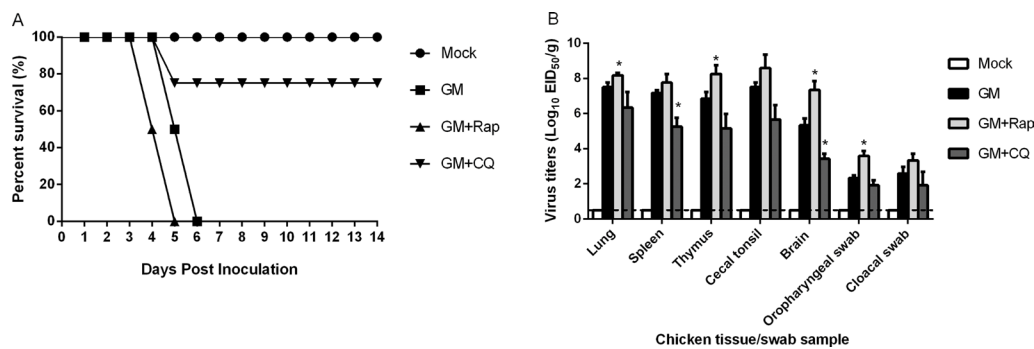 A
Percent survival (%)
100
80
60
40
20
0
0 1 2 3 4 5 6 7 8 9 10 11 12 13 14
Days Post Inoculation
Mock
GM
GM+Rap
GM+CQ
B
Virus titers (Log10 EID50/g)
10
8
6
4
2
0
* * * * * * 
Lung
Spleen
Thymus
Cecal tonsil
Brain
Oropharyngeal swab
Cloacal swab
Chicken tissue/swab sample
Mock
GM
GM+Rap
GM+CQ